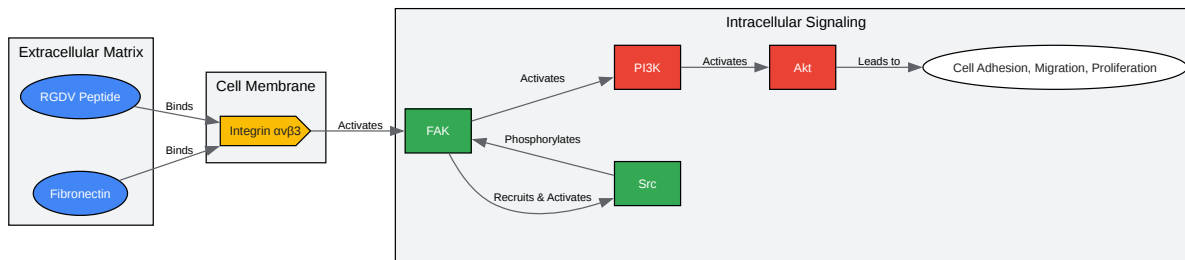 Intracellular Signaling
Extracellular Matrix
RGDV Peptide
Binds
Cell Membrane
Integrin αvβ3
Binds
Fibronectin
Activates
FAK
Activates
PI3K
Activates
Akt
Leads to
Cell Adhesion, Migration, Proliferation
Phosphorylates
Src
Recruits & Activates